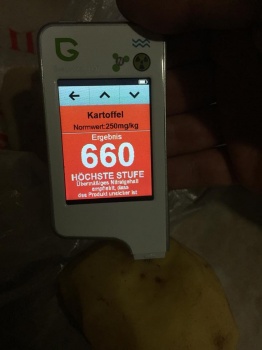 Kartoffel
Normwert:250mg/kg
Ergebnis
660
HÖCHSTE STUFE
Übermäßiges Nitratgehalt
empfiehlt, dass
das Produkt unsicher ist